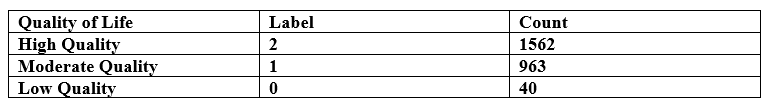 Quality of Life Label Count
High Quality 2 1562
Moderate Quality 1 963
Low Quality 0 40